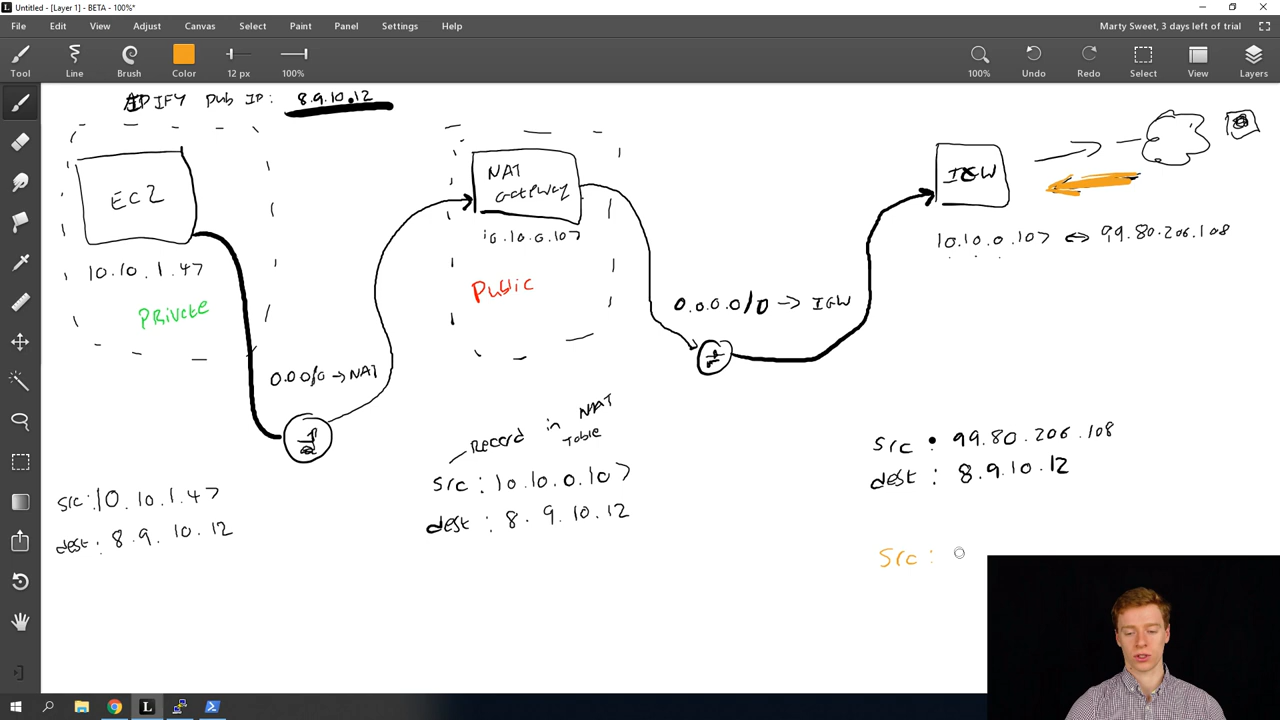 Untitled - [Layer 1] - BETA - 100%*
File Edit View Adjust Canvas Select Paint Panel Settings Help
Marty Sweet, 3 days left of trial
Tool Line Brush Color 12 px 100%
100% Undo Redo Select View Layers
IPIFY Pub IP: 8.9.10.12
EC2
10.10.1.47
Private
0.0.0/0 → NAT
NAT
Gateway
10.10.0.107
Public
0.0.0.0/0 → IGW
IGW
10.10.0.107 ↔ 99.80.206.108
Record in NAT
Table
src: 10.10.1.47
dest: 8.9.10.12
src: 10.10.0.107
dest: 8.9.10.12
src: 99.80.206.108
dest: 8.9.10.12
src:
L